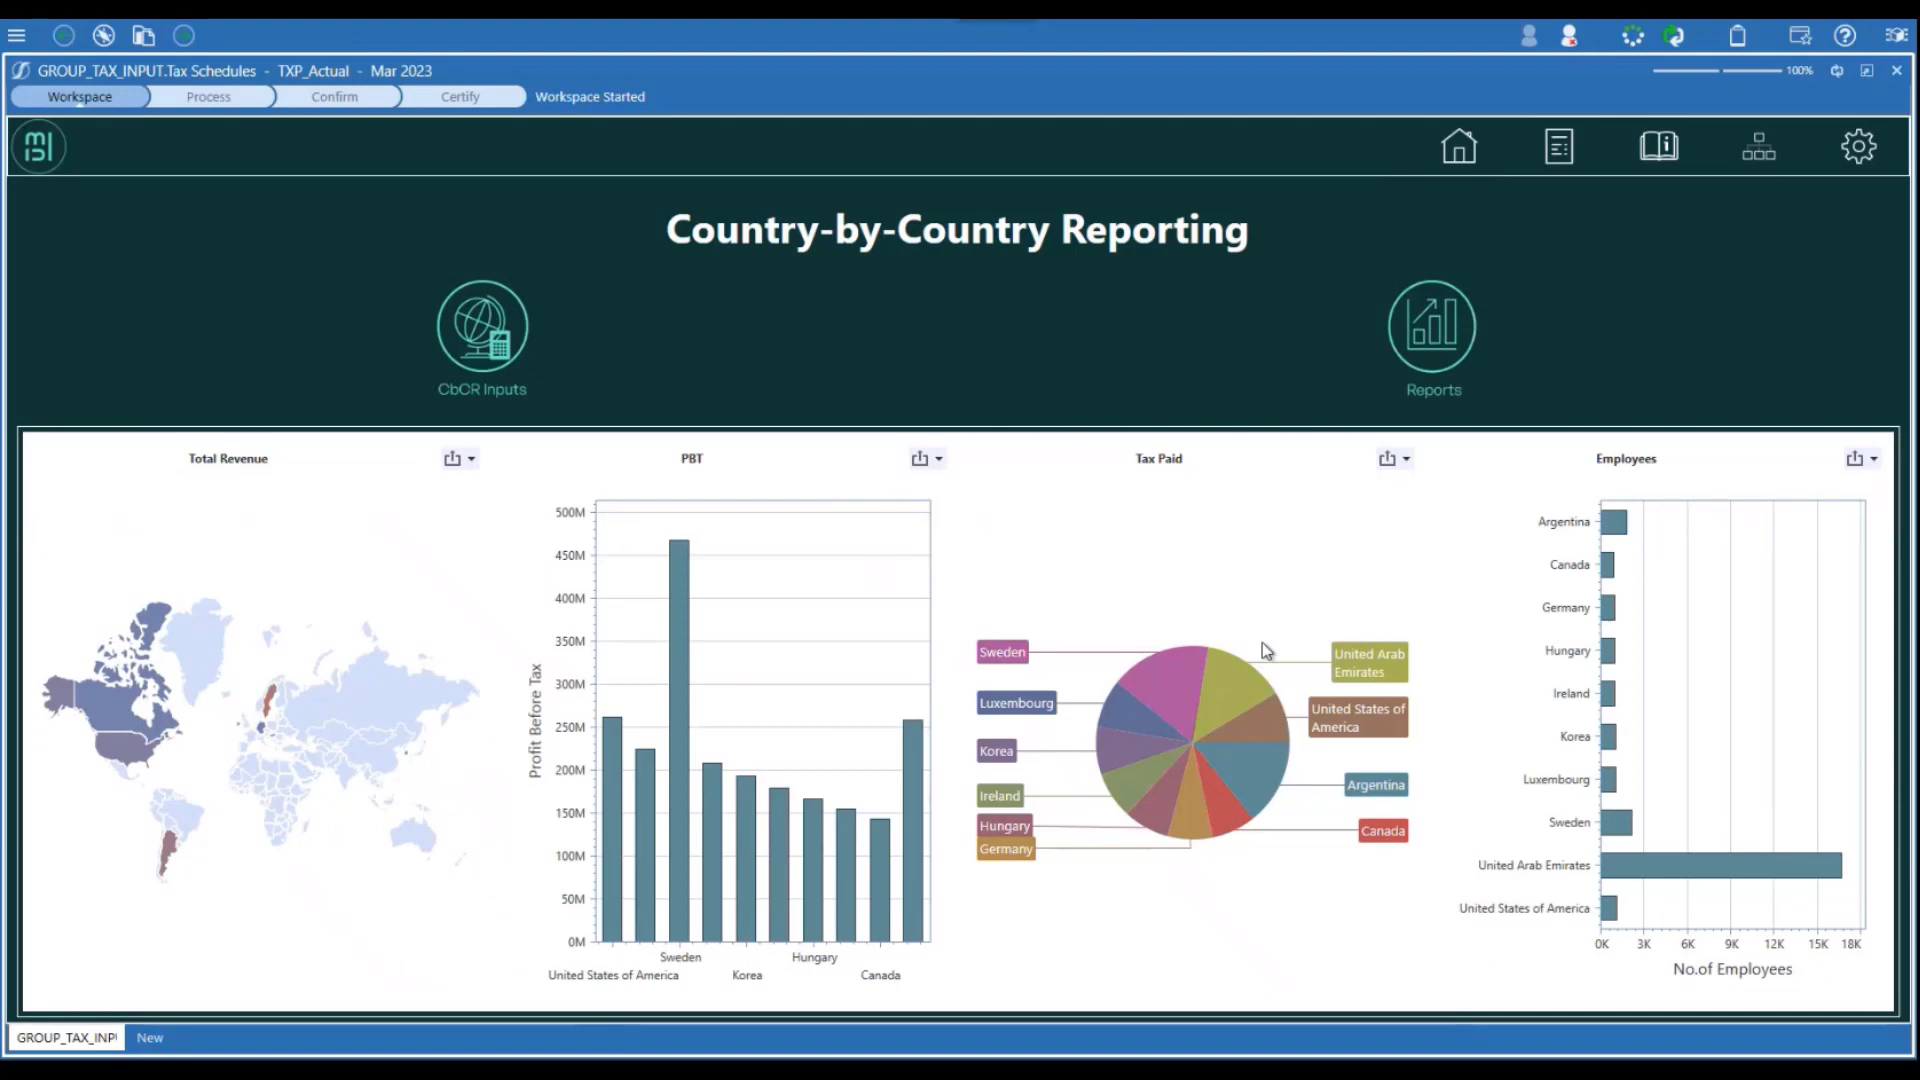 GROUP_TAX_INPUT.Tax Schedules - TXP_Actual - Mar 2023
100%
Workspace
Process
Confirm
Certify
Workspace Started
Country-by-Country Reporting
CbCR Inputs
Reports
Total Revenue
PBT
500M
450M
400M
350M
300M
250M
200M
150M
100M
50M
0M
Profit Before Tax
Sweden
Hungary
United States of America
Korea
Canada
Tax Paid
Sweden
Luxembourg
Korea
Ireland
Hungary
Germany
United Arab
Emirates
United States of
America
Argentina
Canada
Employees
Argentina
Canada
Germany
Hungary
Ireland
Korea
Luxembourg
Sweden
United Arab Emirates
United States of America
0K
3K
6K
9K
12K
15K
18K
No.of Employees
GROUP_TAX_INP
New